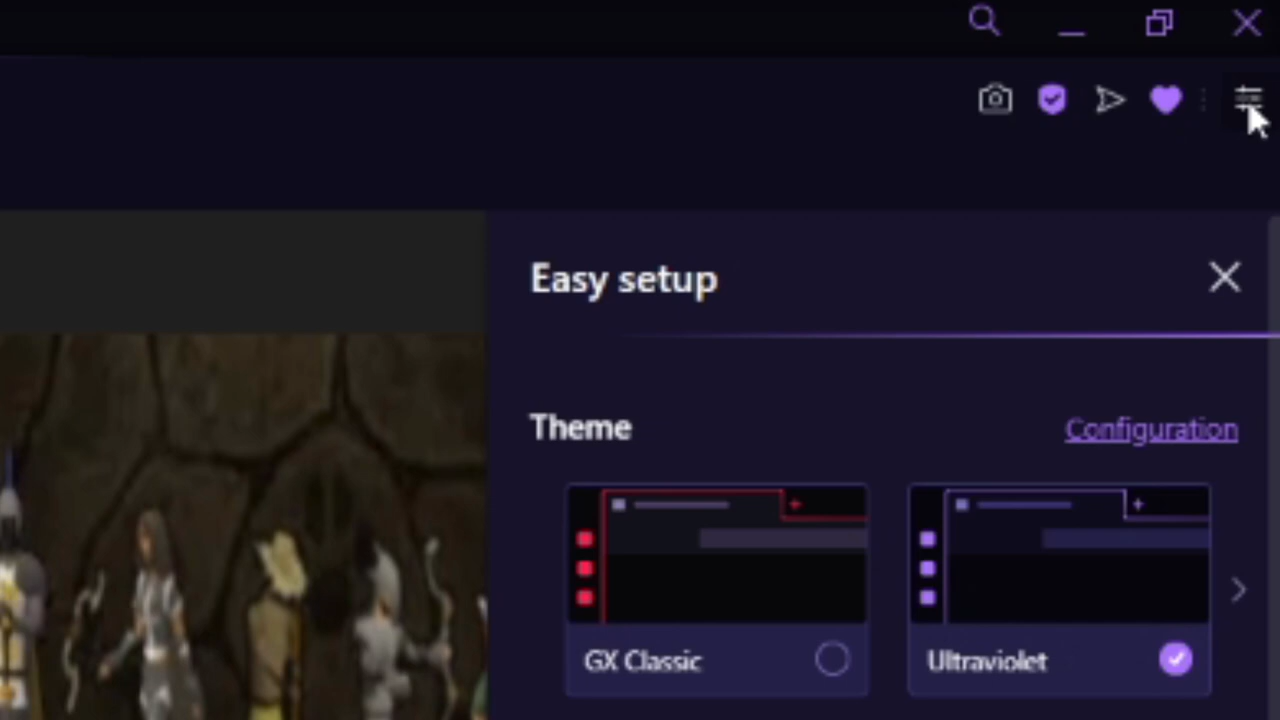 Easy setup
Theme
Configuration
GX Classic
Ultraviolet